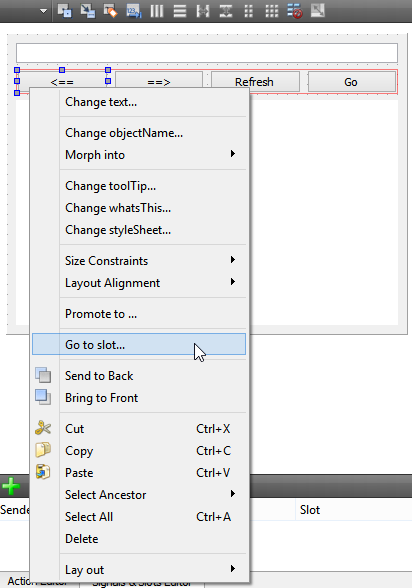 <== ==> Refresh Go
Change text...
Change objectName...
Morph into
Change toolTip...
Change whatsThis...
Change styleSheet...
Size Constraints
Layout Alignment
Promote to ...
Go to slot...
Send to Back
Bring to Front
Cut Ctrl+X
Copy Ctrl+C
Paste Ctrl+V
Select Ancestor
Select All Ctrl+A
Delete
Lay out
Sende Slot
Action Editor Signals & Slots Editor